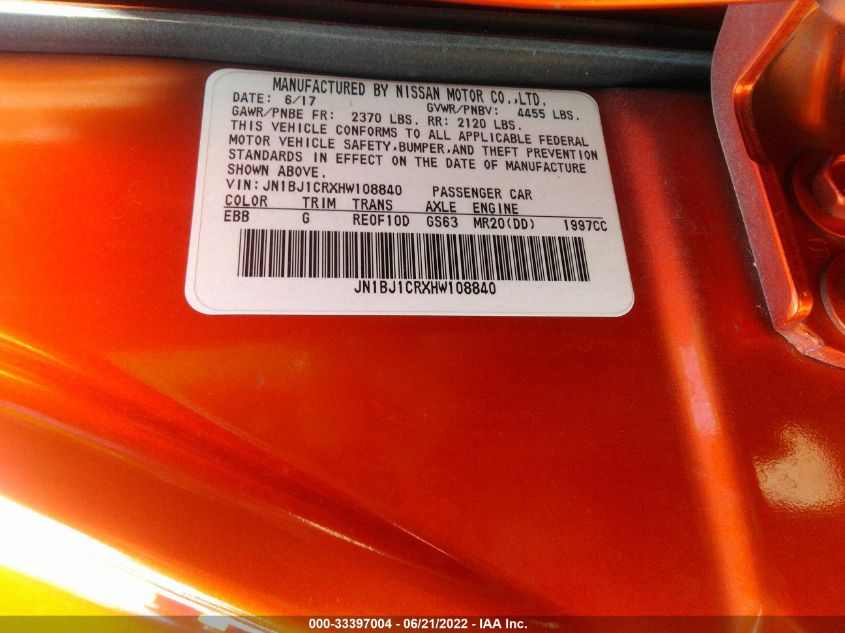 MANUFACTURED BY NISSAN MOTOR CO.,LTD.
DATE: 6/17 GVWR/PNBV: 4455 LBS.
GAWR/PNBE FR: 2370 LBS. RR: 2120 LBS.
THIS VEHICLE CONFORMS TO ALL APPLICABLE FEDERAL
MOTOR VEHICLE SAFETY,BUMPER,AND THEFT PREVENTION
STANDARDS IN EFFECT ON THE DATE OF MANUFACTURE
SHOWN ABOVE.
VIN:JN1BJ1CRXHW108840 PASSENGER CAR
COLOR TRIM TRANS AXLE ENGINE
EBB G RE0F10D GS63 MR20(DD) 1997CC
JN1BJ1CRXHW108840
000-33397004 - 06/21/2022 - IAA Inc.